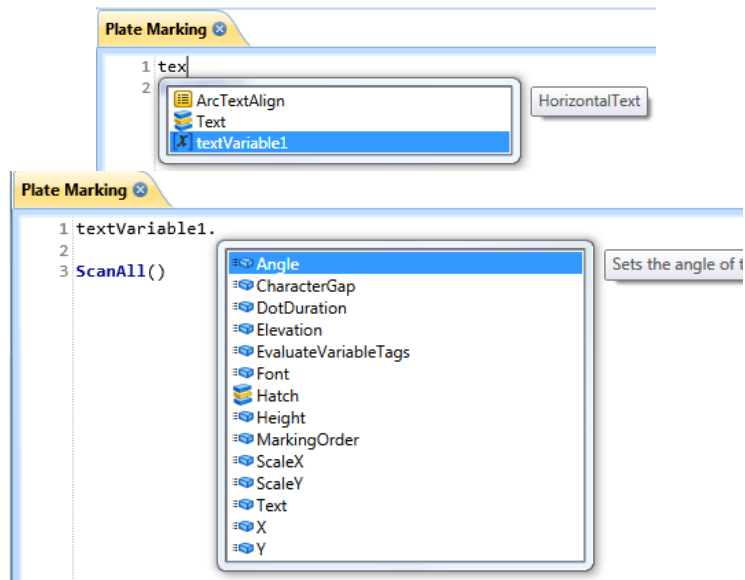 Plate Marking
1 tex
2
ArcTextAlign
Text
textVariable1
HorizontalText
Plate Marking
1 textVariable1.
2
3 ScanAll()
Angle
CharacterGap
DotDuration
Elevation
EvaluateVariableTags
Font
Hatch
Height
MarkingOrder
ScaleX
ScaleY
Text
X
Y
Sets the angle of t